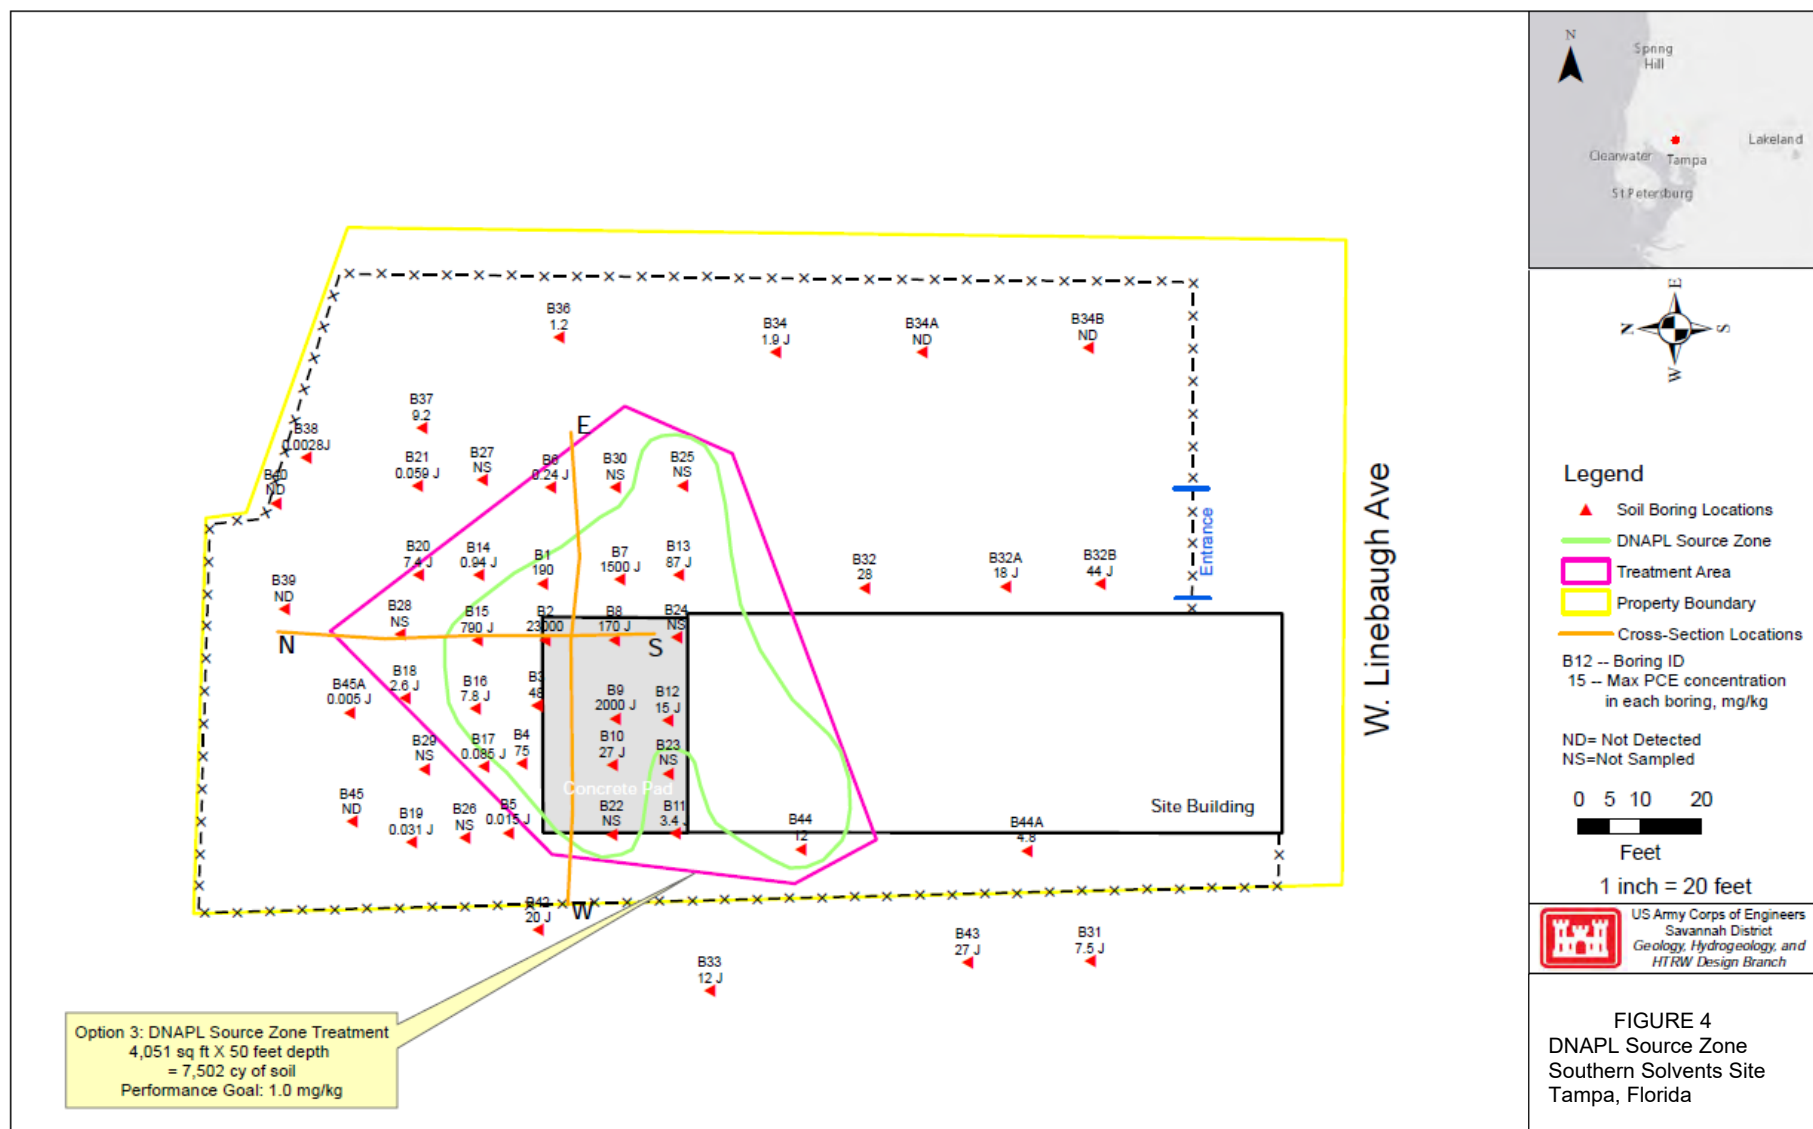 N
Spring
Hill
Lakeland
Clearwater
Tampa
St Petersburg
E
N
S
W
B36
1.2
B34
1.9 J
B34A
ND
B34B
ND
B37
9.2
B38
0.0028J
B40
ND
B21
0.059 J
B27
NS
E
B6
0.24 J
B30
NS
B25
NS
B20
7.4 J
B14
0.94 J
B1
190
B7
1500 J
B13
87 J
B32
28
B32A
18 J
B32B
44 J
Entrance
W. Linebaugh Ave
B39
ND
B28
NS
B15
790 J
B2
23000
B8
170 J
B24
NS
N
S
B45A
0.005 J
B18
2.6 J
B16
7.8 J
B3
48
B9
2000 J
B12
15 J
B29
NS
B17
0.085 J
B4
75
B10
27 J
B23
NS
Concrete Pad
B45
ND
B19
0.031 J
B26
NS
B5
0.015 J
B22
NS
B11
3.4 J
B44
12
B44A
4.8
Site Building
B42
20 J
W
B33
12 J
B43
27 J
B31
7.5 J
Option 3: DNAPL Source Zone Treatment
4,051 sq ft X 50 feet depth
= 7,502 cy of soil
Performance Goal: 1.0 mg/kg
Legend
Soil Boring Locations
DNAPL Source Zone
Treatment Area
Property Boundary
Cross-Section Locations
B12 -- Boring ID
15 -- Max PCE concentration
in each boring, mg/kg
ND= Not Detected
NS=Not Sampled
0 5 10 20
Feet
1 inch = 20 feet
US Army Corps of Engineers
Savannah District
Geology, Hydrogeology, and
HTRW Design Branch
FIGURE 4
DNAPL Source Zone
Southern Solvents Site
Tampa, Florida